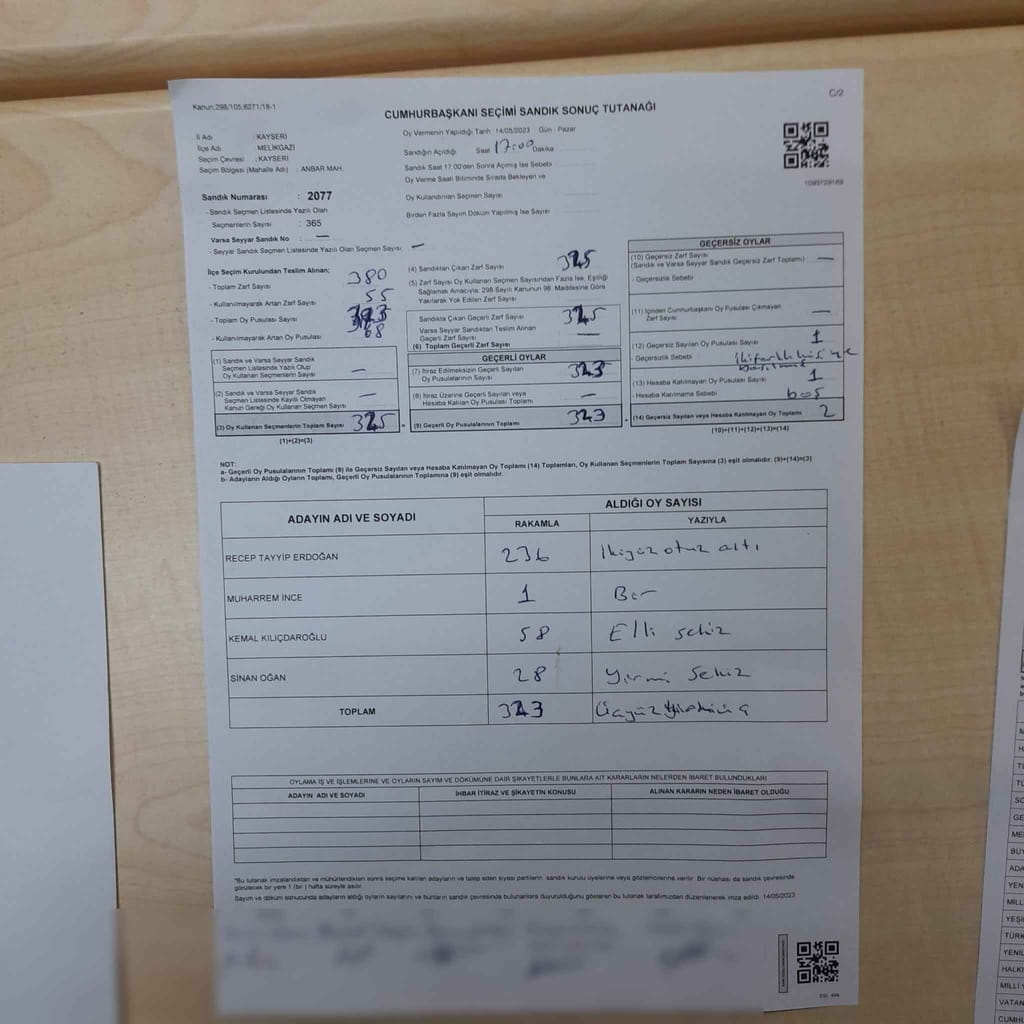 Kanun:298/105;6271/18-1
C/2
CUMHURBAŞKANI SEÇİMİ SANDIK SONUÇ TUTANAĞI
İl Adı : KAYSERİ
İlçe Adı : MELİKGAZİ
Seçim Çevresi : KAYSERİ
Seçim Bölgesi (Mahalle Adı) : ANBAR MAH.
Oy Vermenin Yapıldığı Tarih : 14/05/2023 Gün : Pazar
Sandığın Açıldığı Saat 17:00 Dakika
Sandık Saat 17:00'den Sonra Açılmış İse Sebebi
Oy Verme Saati Bitiminde Sırada Bekleyen ve
Oy Kullandırılan Seçmen Sayısı
Birden Fazla Sayım Döküm Yapılmış İse Sayısı
1093729169
Sandık Numarası : 2077
- Sandık Seçmen Listesinde Yazılı Olan
Seçmenlerin Sayısı : 365
Varsa Seyyar Sandık No : —
- Seyyar Sandık Seçmen Listesinde Yazılı Olan Seçmen Sayısı —
İlçe Seçim Kurulundan Teslim Alınan;
- Toplam Zarf Sayısı 380
- Kullanılmayarak Artan Zarf Sayısı 55
- Toplam Oy Pusulası Sayısı
- Kullanılmayarak Artan Oy Pusulası 68
(1) Sandık ve Varsa Seyyar Sandık
Seçmen Listesinde Yazılı Olup
Oy Kullanan Seçmenlerin Sayısı —
(2) Sandık ve Varsa Seyyar Sandık
Seçmen Listesinde Kayıtlı Olmayan
Kanun Gereği Oy Kullanan Seçmen Sayısı —
(3) Oy Kullanan Seçmenlerin Toplam Sayısı 325
(1)+(2)=(3)
(4) Sandıktan Çıkan Zarf Sayısı 325
(5) Zarf Sayısı Oy Kullanan Seçmen Sayısından Fazla İse, Eşitliği
Sağlamak Amacıyla; 298 Sayılı Kanunun 98. Maddesine Göre
Yakılarak Yok Edilen Zarf Sayısı
Sandıkta Çıkan Geçerli Zarf Sayısı 325
Varsa Seyyar Sandıktan Teslim Alınan
Geçerli Zarf Sayısı —
(6) Toplam Geçerli Zarf Sayısı
GEÇERLİ OYLAR
(7) İtiraz Edilmeksizin Geçerli Sayılan
Oy Pusulalarının Sayısı 323
(8) İtiraz Üzerine Geçerli Sayılan veya
Hesaba Katılan Oy Pusulası Toplamı —
= (9) Geçerli Oy Pusulalarının Toplamı 323
GEÇERSİZ OYLAR
(10) Geçersiz Zarf Sayısı
(Sandık ve Varsa Seyyar Sandık Geçersiz Zarf Toplamı) —
- Geçersizlik Sebebi
(11) İçinden Cumhurbaşkanı Oy Pusulası Çıkmayan
Zarf Sayısı —
(12) Geçersiz Sayılan Oy Pusulası Sayısı 1
- Geçersizlik Sebebi
(13) Hesaba Katılmayan Oy Pusulası Sayısı 1
- Hesaba Katılmama Sebebi boş
+ (14) Geçersiz Sayılan veya Hesaba Katılmayan Oy Toplamı 2
(10)+(11)+(12)+(13)=(14)
NOT:
a- Geçerli Oy Pusulalarının Toplamı (9) ile Geçersiz Sayılan veya Hesaba Katılmayan Oy Toplamı (14) Toplamları, Oy Kullanan Seçmenlerin Toplam Sayısına (3) eşit olmalıdır. (9)+(14)=(3)
b- Adayların Aldığı Oyların Toplamı, Geçerli Oy Pusulalarının Toplamına (9) eşit olmalıdır.
ADAYIN ADI VE SOYADI ALDIĞI OY SAYISI
RAKAMLA YAZIYLA
RECEP TAYYİP ERDOĞAN 236 İkiyüz otuz altı
MUHARREM İNCE 1 Bir
KEMAL KILIÇDAROĞLU 58 Elli sekiz
SİNAN OĞAN 28 Yirmi sekiz
TOPLAM 323 Üçyüz
OYLAMA İŞ VE İŞLEMLERİNE VE OYLARIN SAYIM VE DÖKÜMÜNE DAİR ŞİKAYETLERLE BUNLARA AİT KARARLARIN NELERDEN İBARET BULUNDUKLARI
ADAYIN ADI VE SOYADI İHBAR İTİRAZ VE ŞİKAYETİN KONUSU ALINAN KARARIN NEDEN İBARET OLDUĞU
"Bu tutanak imzalandıktan ve mühürlendikten sonra seçime katılan adayların ve talep eden siyasi partilerin sandık kurulu üyelerine veya gözlemcilerine verilir. Bir nüshası da sandık çevresinde
görülecek bir yere 1 (bir) hafta süreyle asılır.
Sayım ve döküm sonucunda adayların aldığı oyların sayılarını ve bunların sandık çevresinde bulunanlara duyurulduğunu gösteren bu tutanak tarafımızdan düzenlenerek imza edildi. 14/05/2023